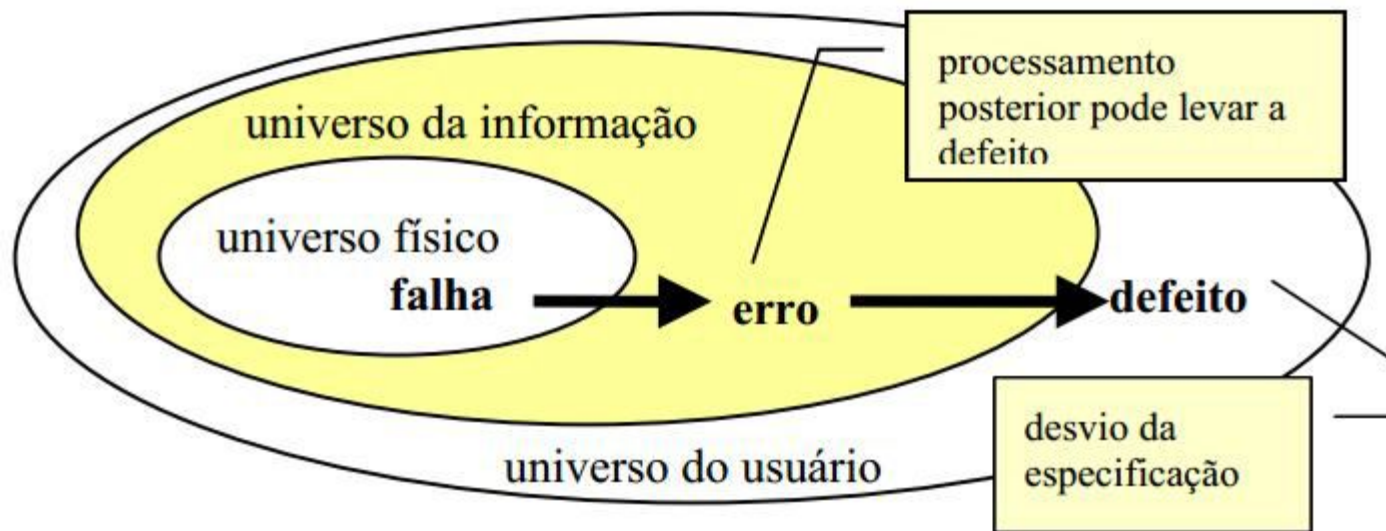 processamento
posterior pode levar a
defeito
universo da informação
universo físico
falha
erro
defeito
desvio da
especificação
universo do usuário